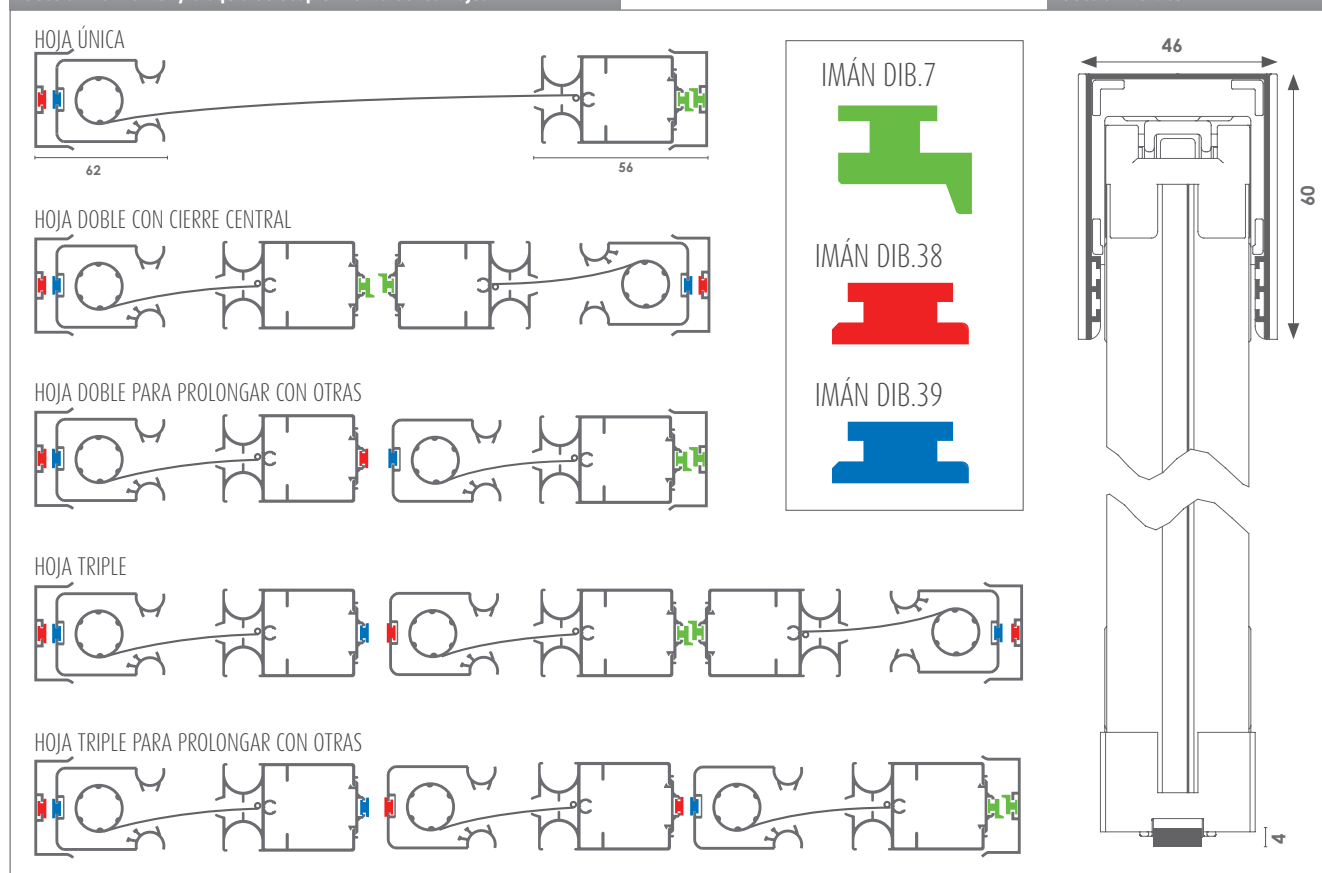 HOJA ÚNICA
62
56
HOJA DOBLE CON CIERRE CENTRAL
HOJA DOBLE PARA PROLONGAR CON OTRAS
HOJA TRIPLE
HOJA TRIPLE PARA PROLONGAR CON OTRAS
IMÁN DIB.7
IMÁN DIB.38
IMÁN DIB.39
46
60
4